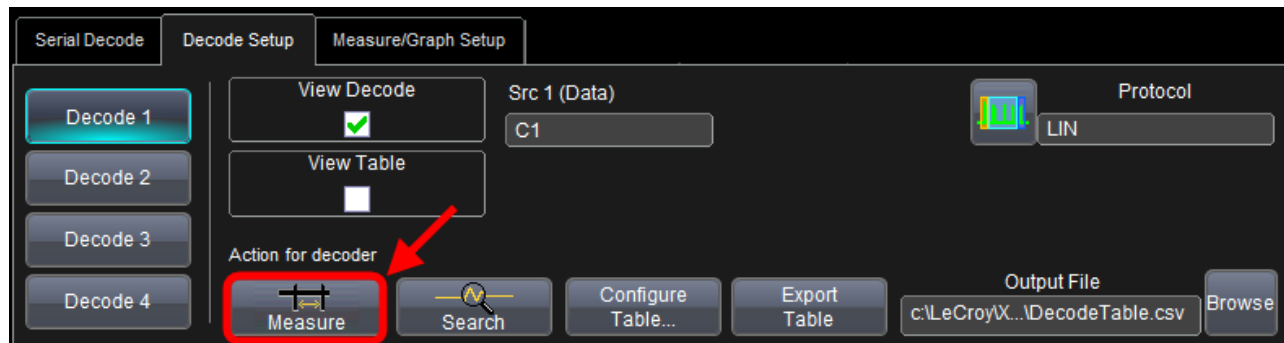 Serial Decode
Decode Setup
Measure/Graph Setup
Decode 1
Decode 2
Decode 3
Decode 4
View Decode
View Table
Src 1 (Data)
C1
Protocol
LIN
Action for decoder
Measure
Search
Configure
Table...
Export
Table
Output File
c:\LeCroy\X...\DecodeTable.csv
Browse